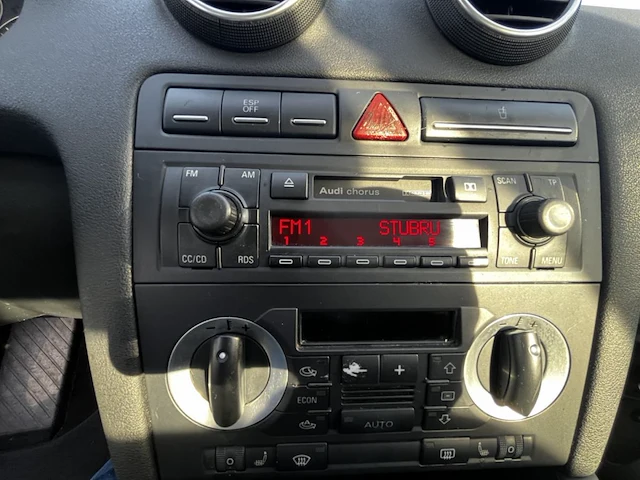 ESP
OFF
FM AM
Audi chorus
SCAN TP
FM1 STUBRU
1 2 3 4 5
CC/CD RDS
TONE MENU
- +
+
ECON
AUTO